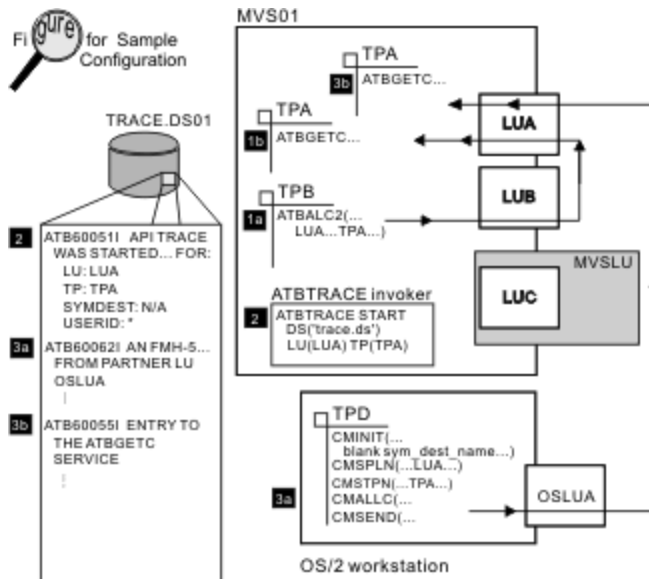 Figure for Sample
Configuration
TRACE.DS01
2 ATB60051I API TRACE
WAS STARTED... FOR:
LU: LUA
TP: TPA
SYMDEST: N/A
USERID: *
3a ATB60062I AN FMH-5...
FROM PARTNER LU
OSLUA
3b ATB60055I ENTRY TO
THE ATBGETC
SERVICE
MVS01
TPA
3b ATBGETC...
TPA
1b ATBGETC...
TPB
1a ATBALC2(...
LUA...TPA...)
ATBTRACE invoker
2 ATBTRACE START
DS('trace.ds')
LU(LUA) TP(TPA)
LUA
LUB
MVSLU
LUC
TPD
CMINIT(...
blank sym_dest_name...)
CMSPLN(...LUA...)
CMSTPN(...TPA...)
3a CMALLC(...
CMSEND(...
OSLUA
OS/2 workstation